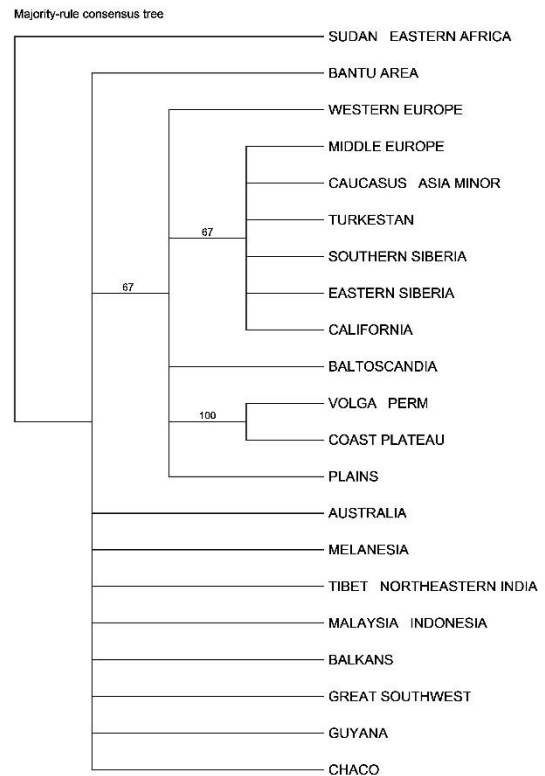 Majority-rule consensus tree
SUDAN EASTERN AFRICA
BANTU AREA
WESTERN EUROPE
MIDDLE EUROPE
CAUCASUS ASIA MINOR
TURKESTAN
67
SOUTHERN SIBERIA
67
EASTERN SIBERIA
CALIFORNIA
BALTOSCANDIA
VOLGA PERM
100
COAST PLATEAU
PLAINS
AUSTRALIA
MELANESIA
TIBET NORTHEASTERN INDIA
MALAYSIA INDONESIA
BALKANS
GREAT SOUTHWEST
GUYANA
CHACO